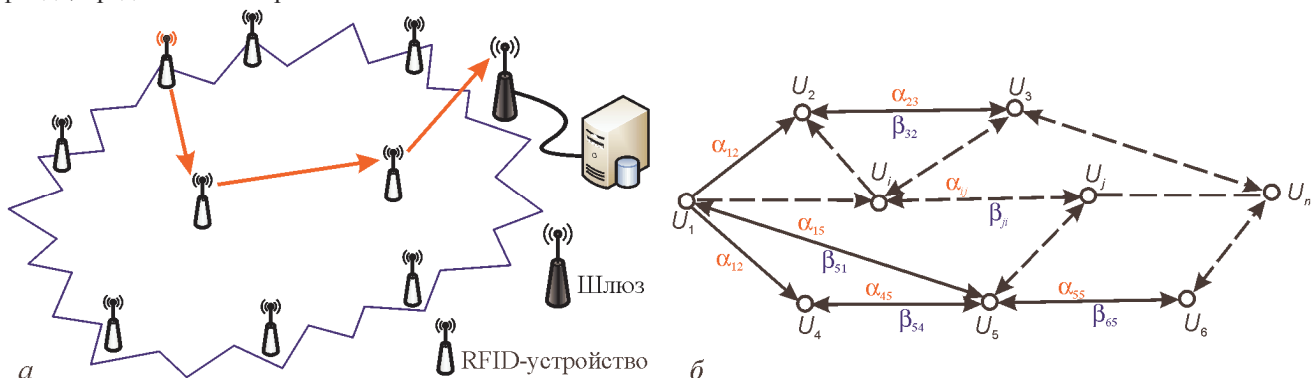 Шлюз
RFID-устройство
а
U₂
α₂₃
U₃
β₃₂
α₁₂
Uᵢ
αᵢⱼ
Uⱼ
βⱼᵢ
Uₙ
U₁
α₁₅
β₅₁
α₁₂
α₄₅
β₅₄
α₅₅
β₆₅
U₄
U₅
U₆
б